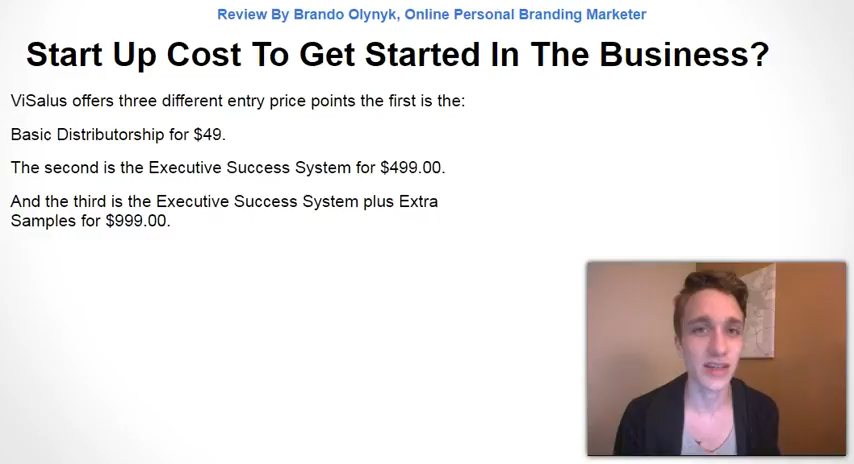 Review By Brando Olynyk, Online Personal Branding Marketer
Start Up Cost To Get Started In The Business?
ViSalus offers three different entry price points the first is the:
Basic Distributorship for $49.
The second is the Executive Success System for $499.00.
And the third is the Executive Success System plus Extra
Samples for $999.00.